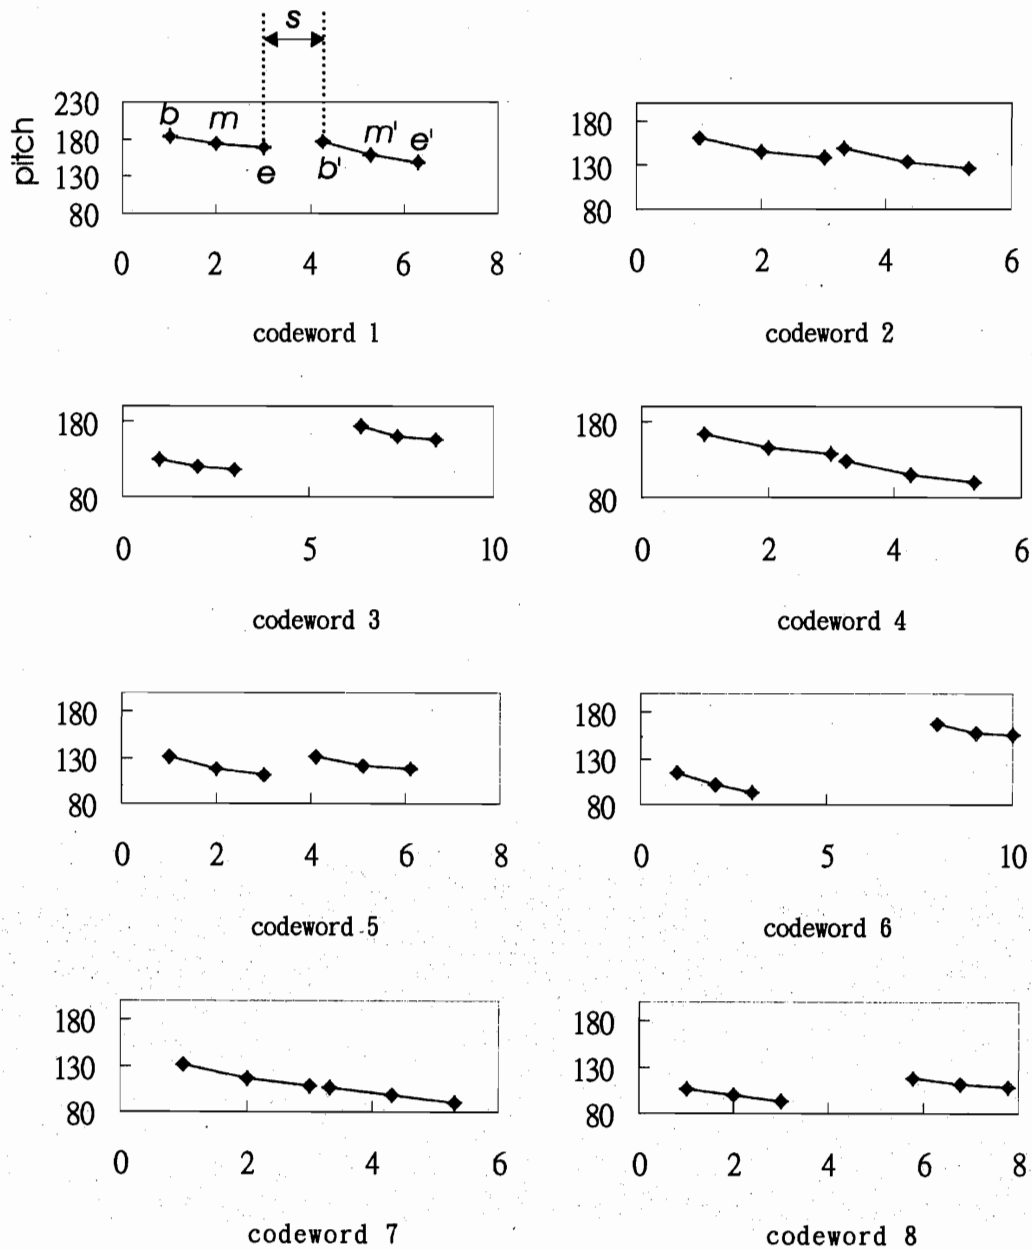 s
230
180
130
80
pitch
b
m
e
b'
m'
e'
0 2 4 6 8
codeword 1
180
130
80
0 2 4 6
codeword 2
180
80
0 5 10
codeword 3
180
80
0 2 4 6
codeword 4
180
130
80
0 2 4 6 8
codeword 5
180
130
80
0 5 10
codeword 6
180
130
80
0 2 4 6
codeword 7
180
130
80
0 2 4 6 8
codeword 8